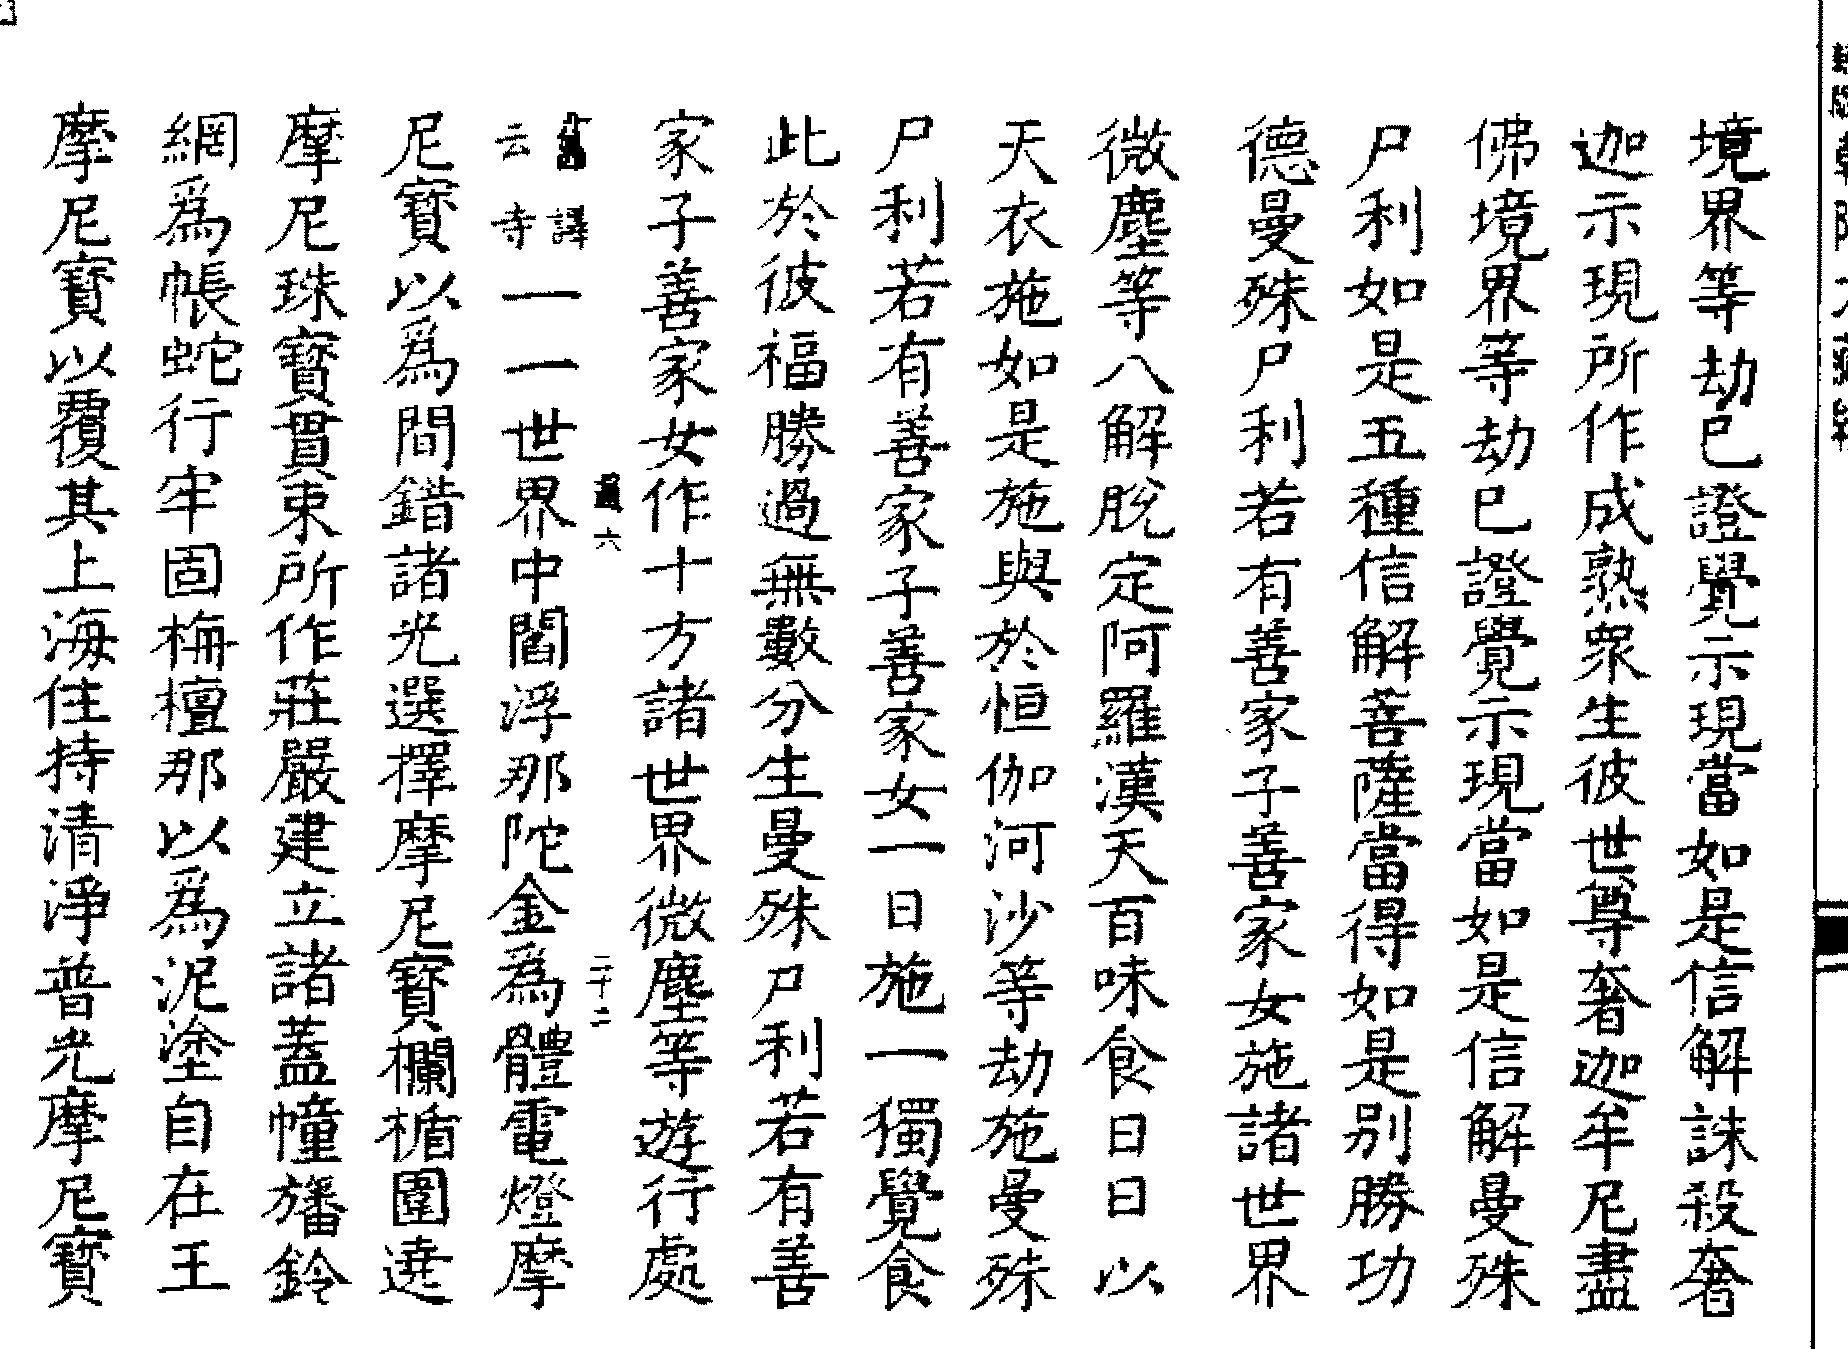 境界等劫已證覺示現當如是信解誅殺奢
迦示現所作成熟衆生彼世尊奢迦牟尼盡
佛境界等劫已證覺示現當如是信解曼殊
尸利如是五種信解菩薩當得如是別勝功
德曼殊尸利若有善家子善家女施諸世界
微塵等八解脫定阿羅漢天百味食日日以
天衣施如是施與於恒伽河沙等劫施曼殊
尸利若有善家子善家女一日施一獨覺食
此於彼福勝過無數分生曼殊尸利若有善
家子善家女作十方諸世界微塵等遊行處
舊譯
云寺
一一世界中閻浮那陀金爲體電燈摩
過六
二十二
尼寶以爲間錯諸光選擇摩尼寶欄楯圍遶
摩尼珠寶貫束所作莊嚴建立諸蓋幢旛鈴
網爲帳蛇行牢固栴檀那以爲泥塗自在王
摩尼寶以覆其上海住持清淨普光摩尼寶